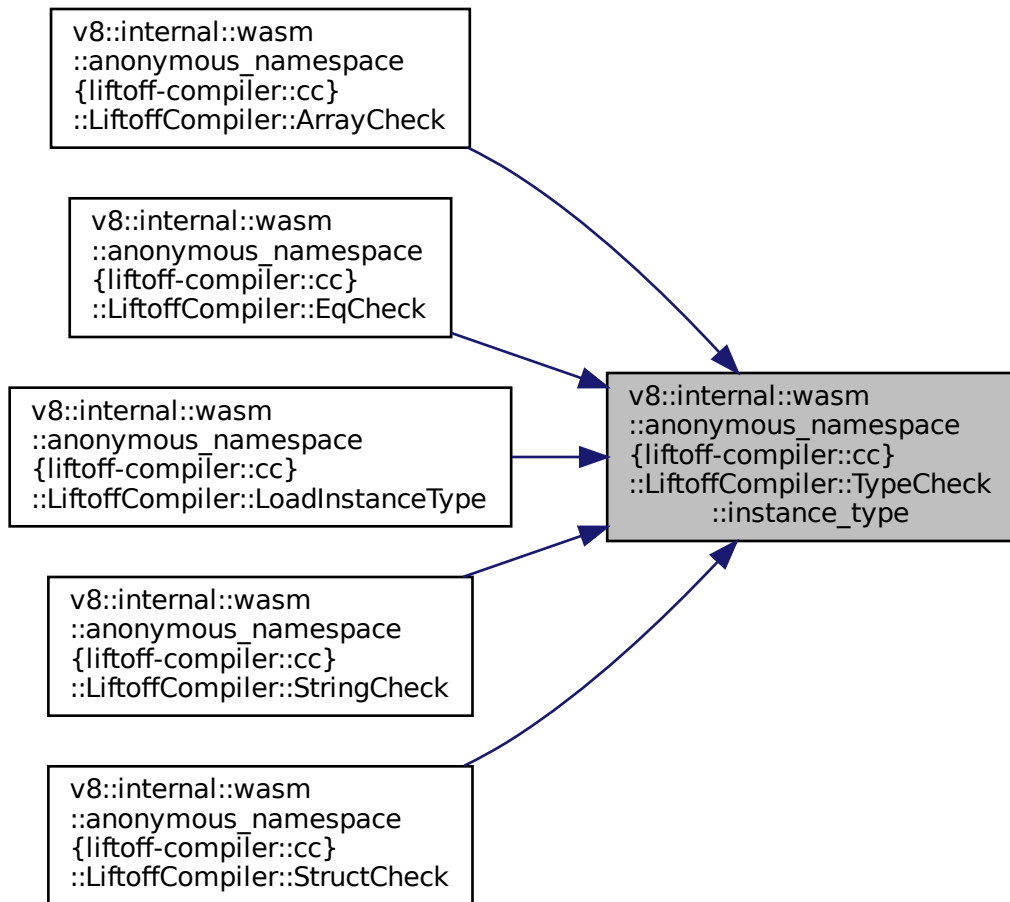 v8::internal::wasm
::anonymous_namespace
{liftoff-compiler::cc}
::LiftoffCompiler::ArrayCheck
v8::internal::wasm
::anonymous_namespace
{liftoff-compiler::cc}
::LiftoffCompiler::EqCheck
v8::internal::wasm
::anonymous_namespace
{liftoff-compiler::cc}
::LiftoffCompiler::LoadInstanceType
v8::internal::wasm
::anonymous_namespace
{liftoff-compiler::cc}
::LiftoffCompiler::StringCheck
v8::internal::wasm
::anonymous_namespace
{liftoff-compiler::cc}
::LiftoffCompiler::StructCheck
v8::internal::wasm
::anonymous_namespace
{liftoff-compiler::cc}
::LiftoffCompiler::TypeCheck
::instance_type